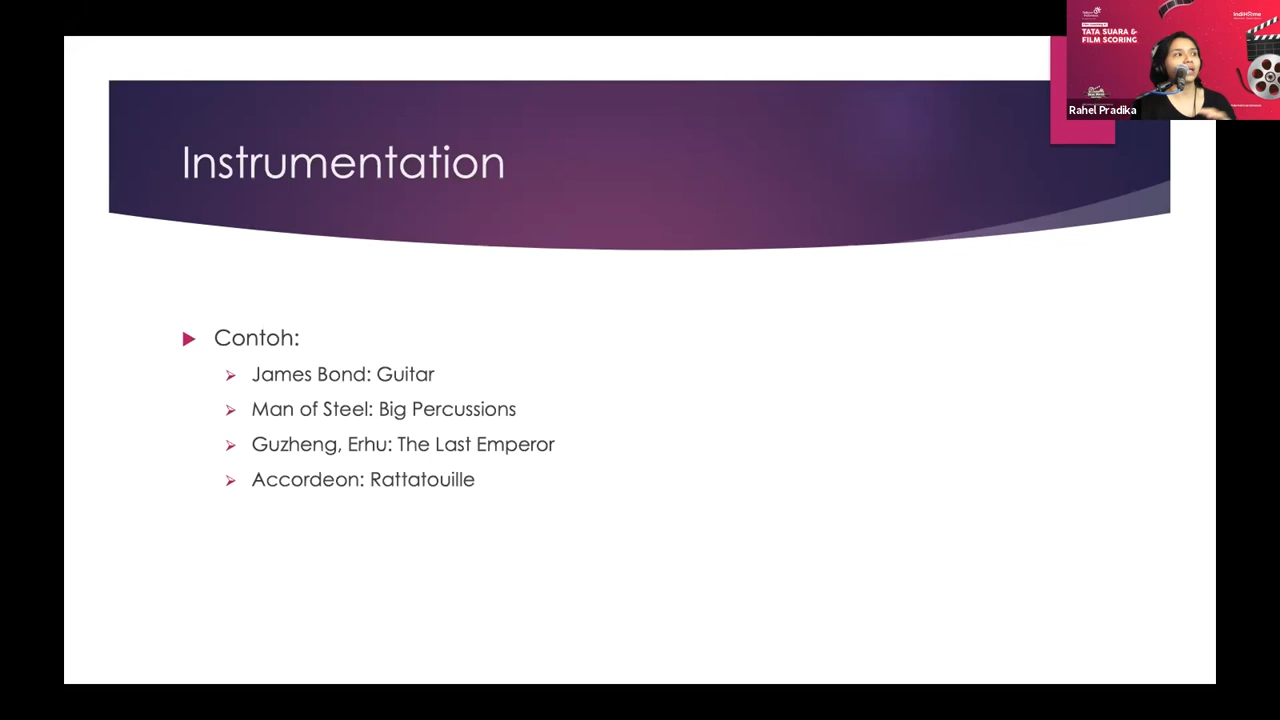 Instrumentation
Contoh:
James Bond: Guitar
Man of Steel: Big Percussions
Guzheng, Erhu: The Last Emperor
Accordeon: Rattatouille
IndiHome
TATA SUARA &
FILM SCORING
Rahel Pradika